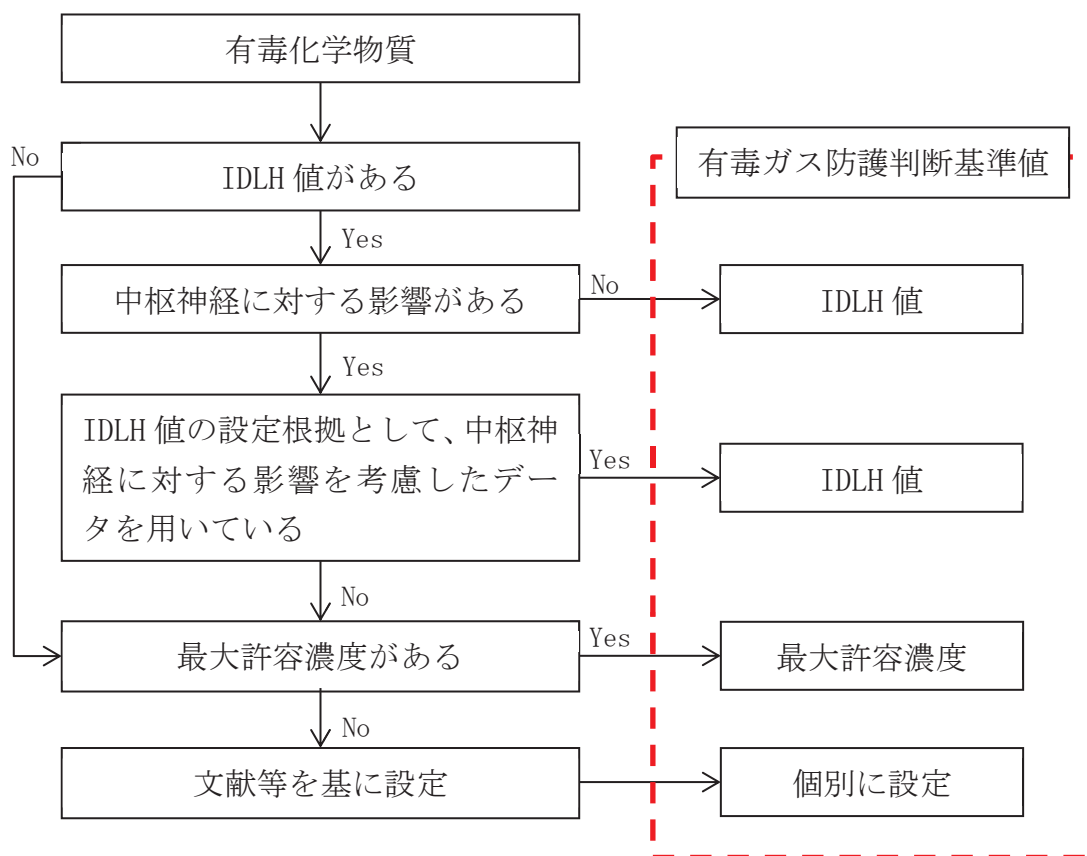 有毒化学物質
No
IDLH 値がある
有毒ガス防護判断基準値
Yes
中枢神経に対する影響がある
No
IDLH 値
Yes
IDLH 値の設定根拠として、中枢神
経に対する影響を考慮したデー
タを用いている
Yes
IDLH 値
No
最大許容濃度がある
Yes
最大許容濃度
No
文献等を基に設定
個別に設定